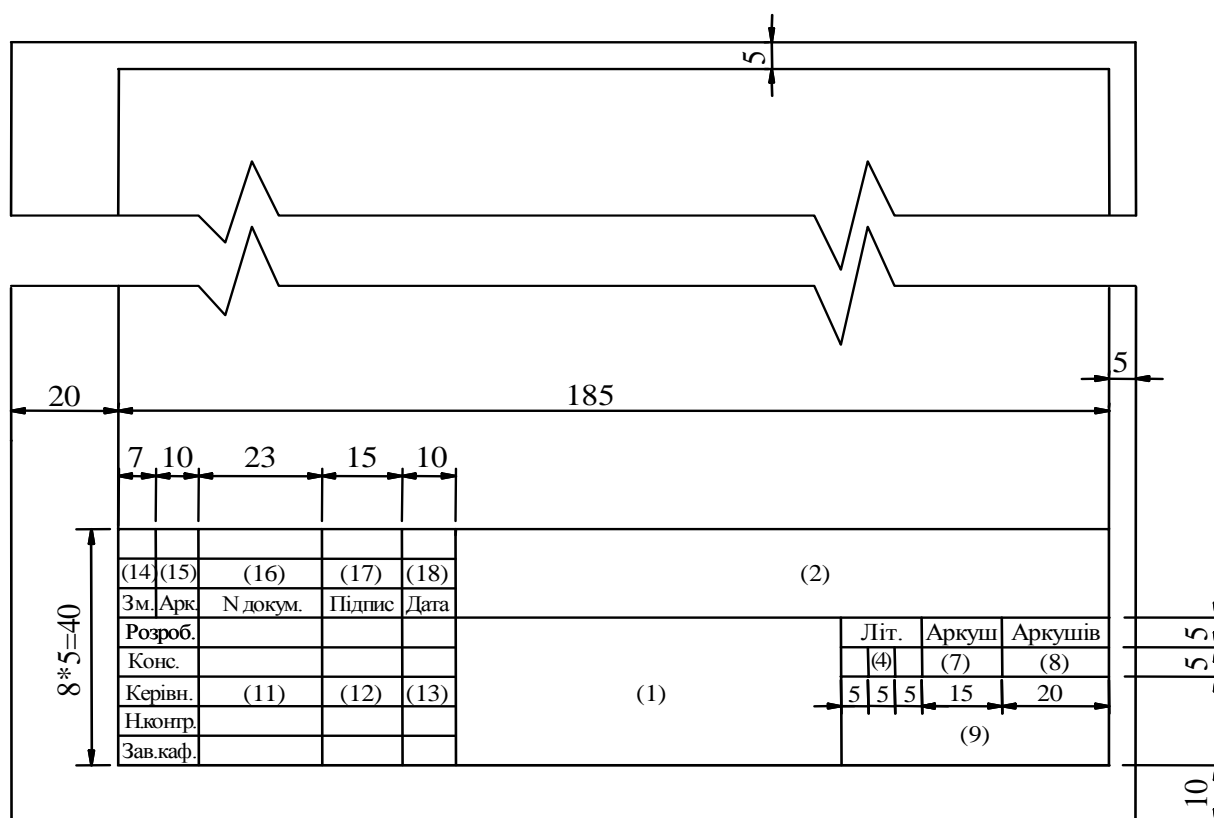 5
5
20 185
7 10 23 15 10
8*5=40
(14) (15) (16) (17) (18) (2)
Зм. Арк. N докум. Підпис Дата
Розроб. Літ. Аркуш Аркушів 5
Конс. (4) (7) (8) 5
Керівн. (11) (12) (13) (1) 5 5 5 15 20
Н.контр. (9)
Зав.каф.
10